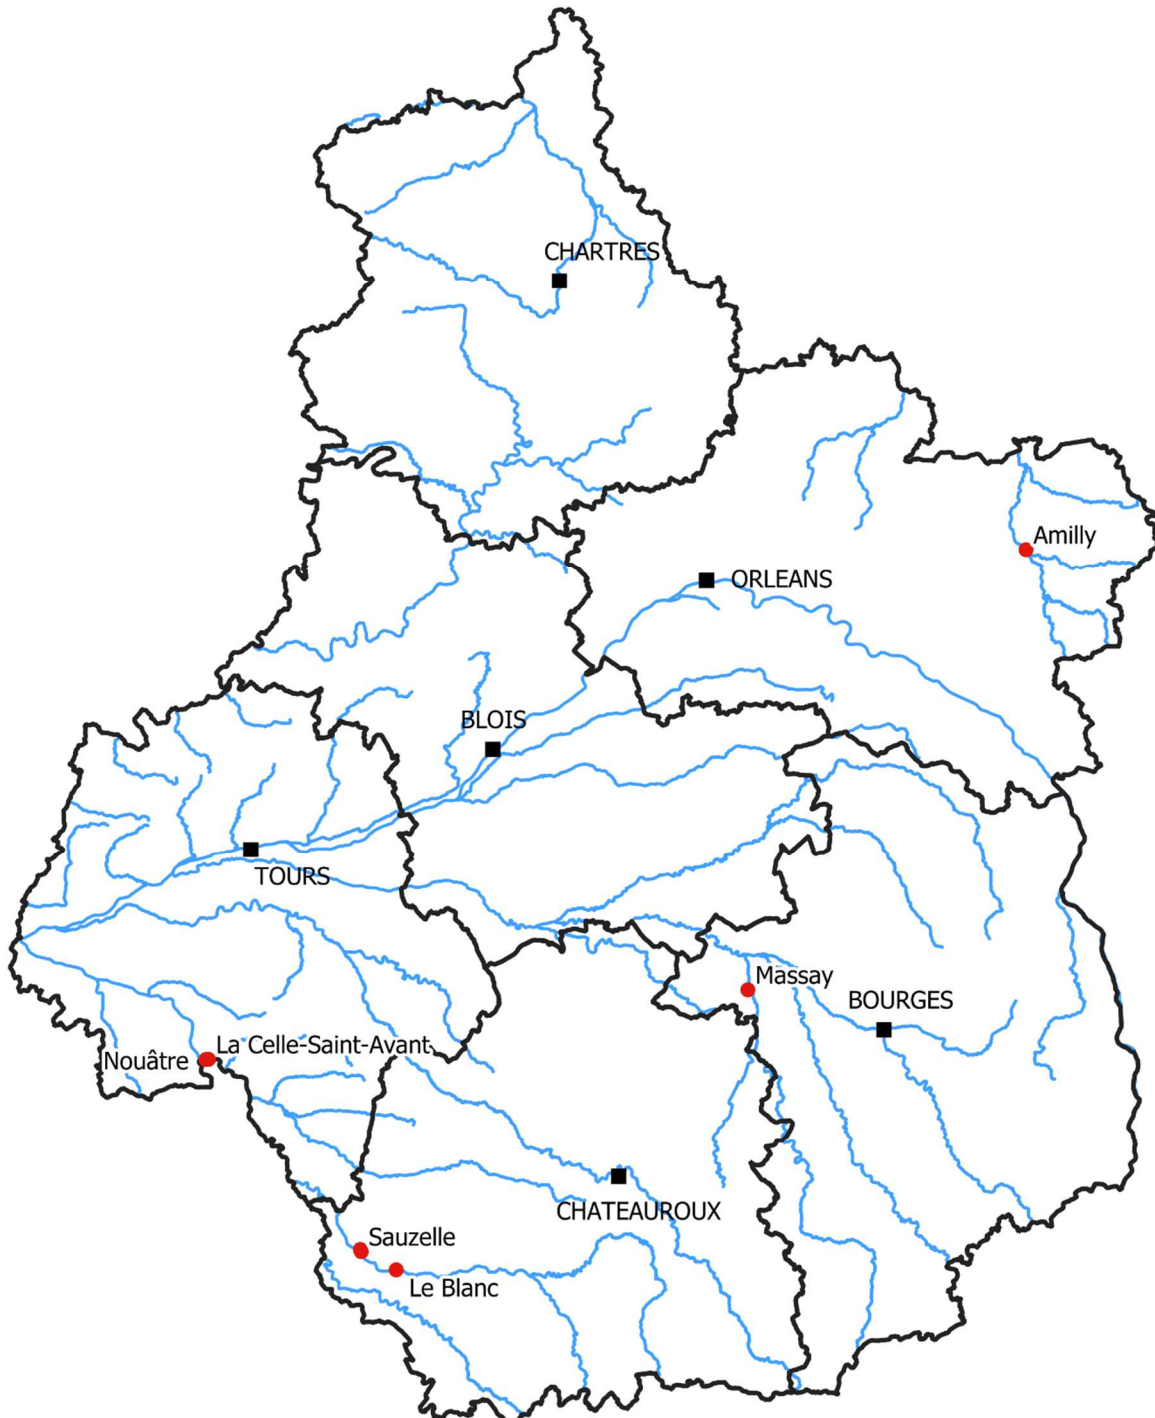 CHARTRES
Amilly
ORLEANS
BLOIS
TOURS
Massay
BOURGES
La Celle-Saint-Avant
Nouâtre
CHATEAUROUX
Sauzelle
Le Blanc